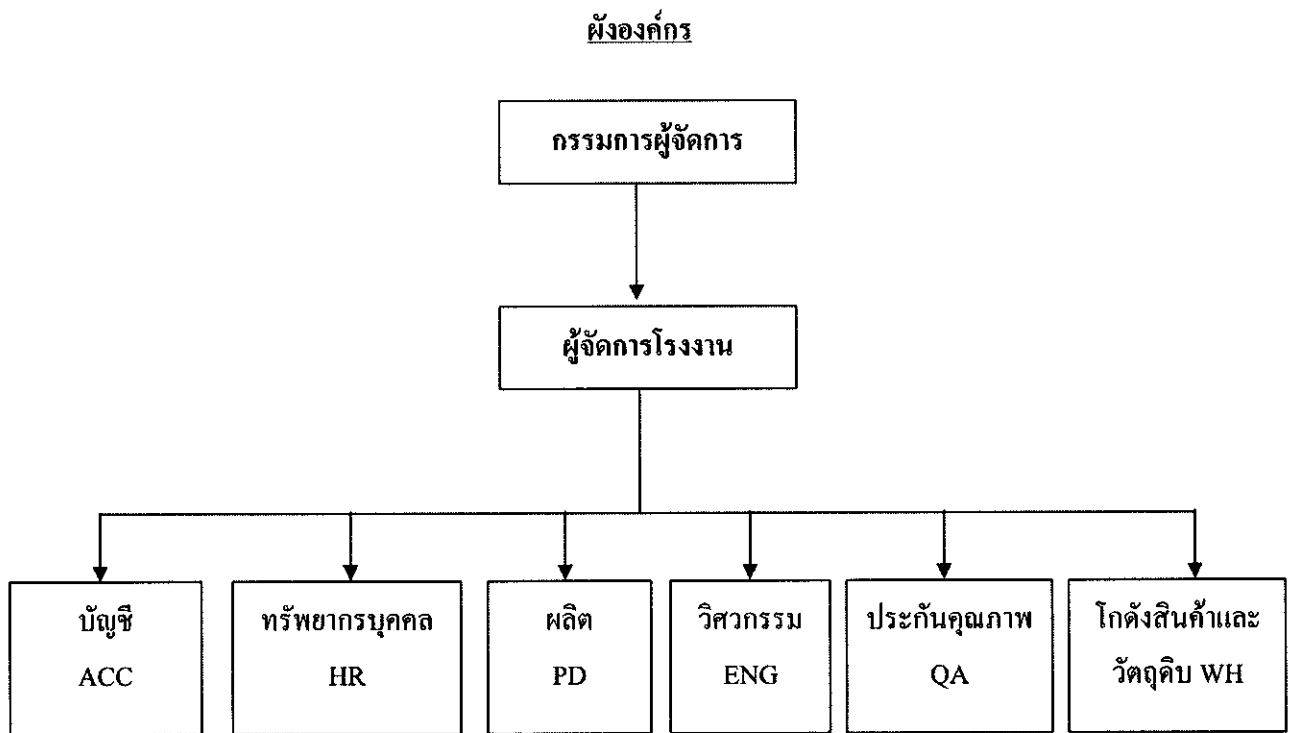 ผังองค์กร
กรรมการผู้จัดการ
ผู้จัดการโรงงาน
บัญชี
ACC
ทรัพยากรบุคคล
HR
ผลิต
PD
วิศวกรรม
ENG
ประกันคุณภาพ
QA
โกดังสินค้าและ
วัตถุดิบ WH